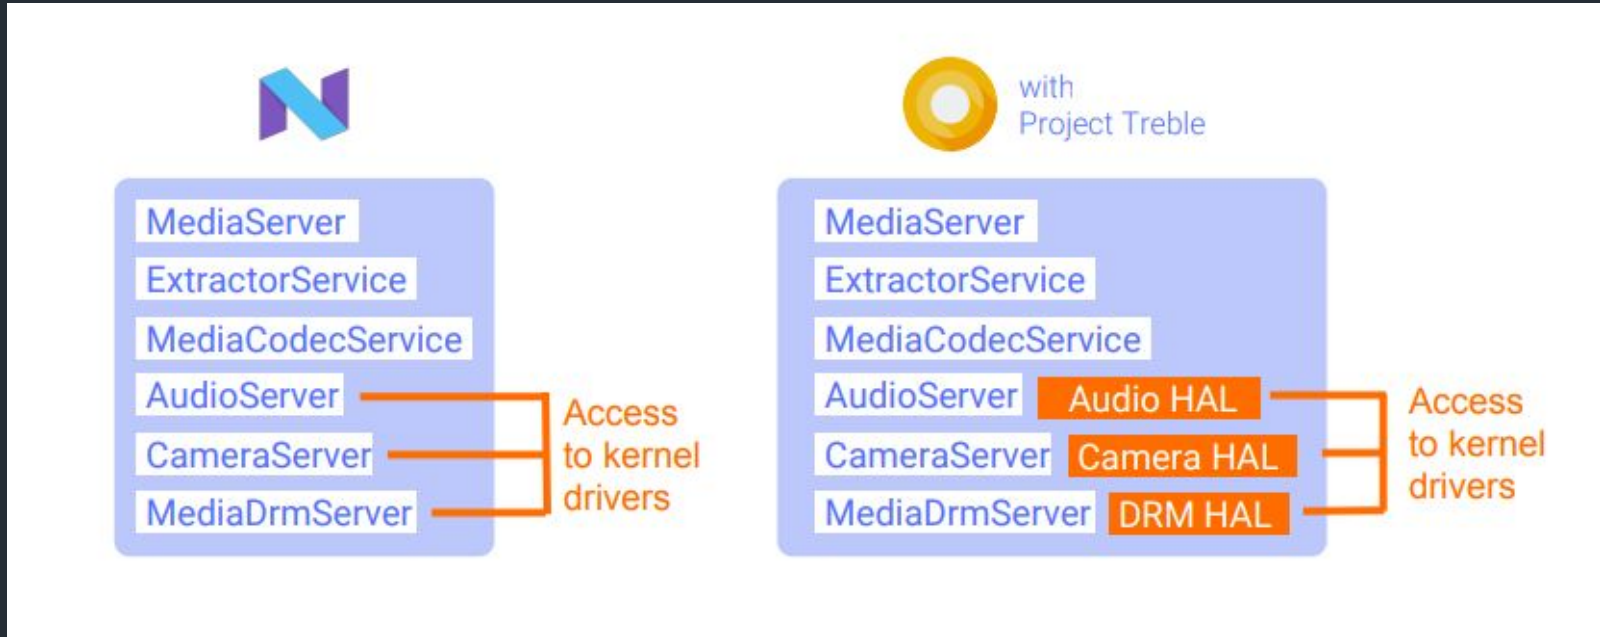 with
Project Treble
MediaServer
ExtractorService
MediaCodecService
AudioServer
CameraServer
MediaDrmServer
Access
to kernel
drivers
MediaServer
ExtractorService
MediaCodecService
AudioServer Audio HAL
CameraServer Camera HAL
MediaDrmServer DRM HAL
Access
to kernel
drivers